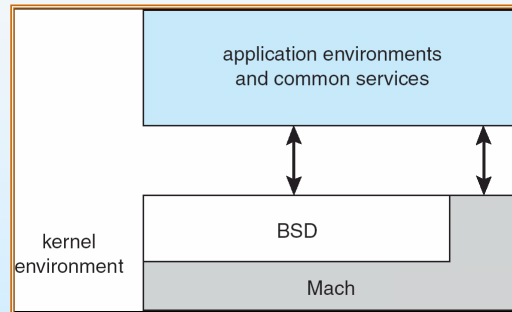 application environments
and common services
BSD
kernel
environment
Mach